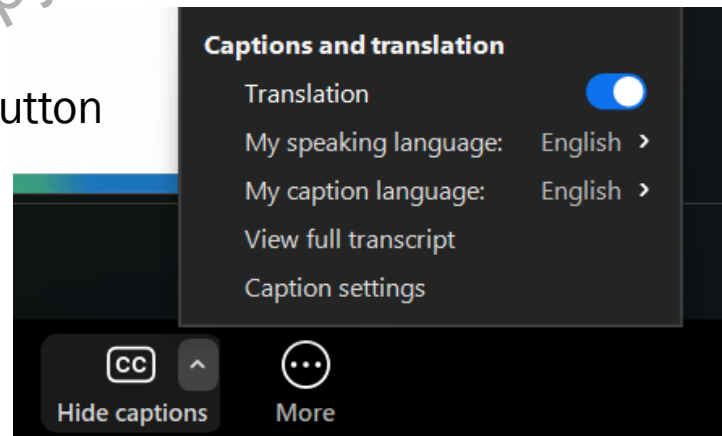 utton
Captions and translation
Translation
My speaking language: English
My caption language: English
View full transcript
Caption settings
CC
Hide captions
More